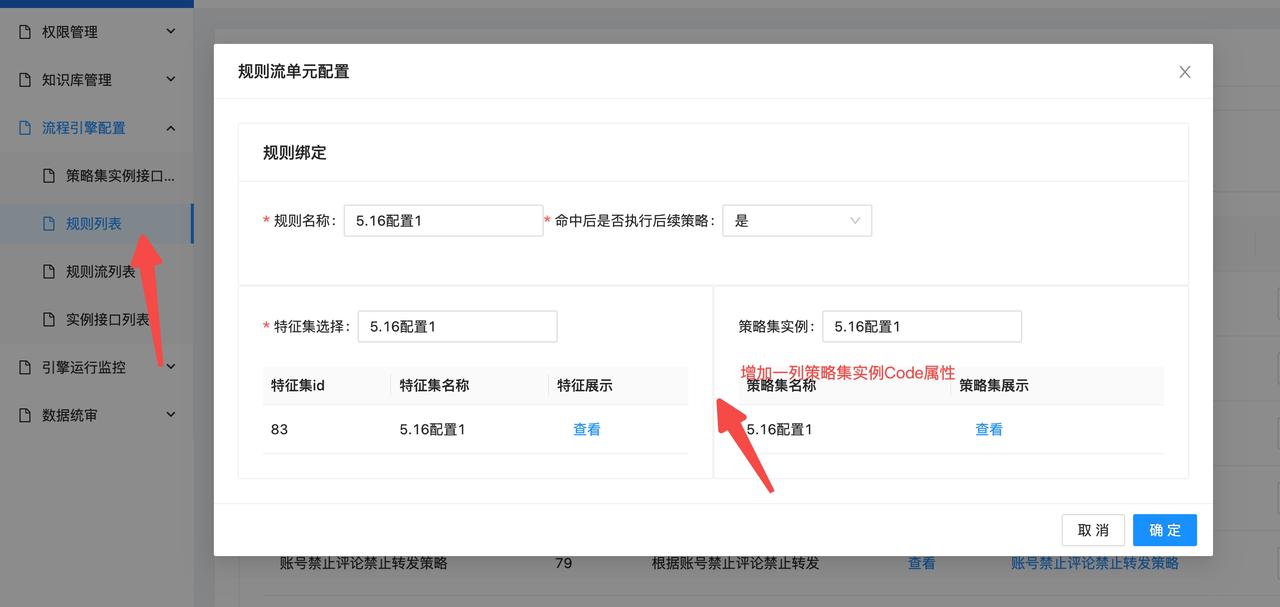 权限管理
知识库管理
流程引擎配置
策略集实例接口...
规则列表
规则流列表
实例接口列表
引擎运行监控
数据统审
规则流单元配置
规则绑定
* 规则名称: 5.16配置1 * 命中后是否执行后续策略: 是
* 特征集选择: 5.16配置1
特征集id 特征集名称 特征展示
83 5.16配置1 查看
策略集实例: 5.16配置1
增加一列策略集实例Code属性
策略集名称 策略集展示
5.16配置1 查看
取 消 确 定
账号禁止评论禁止转发策略 79 根据账号禁止评论禁止转发 查看 账号禁止评论禁止转发策略